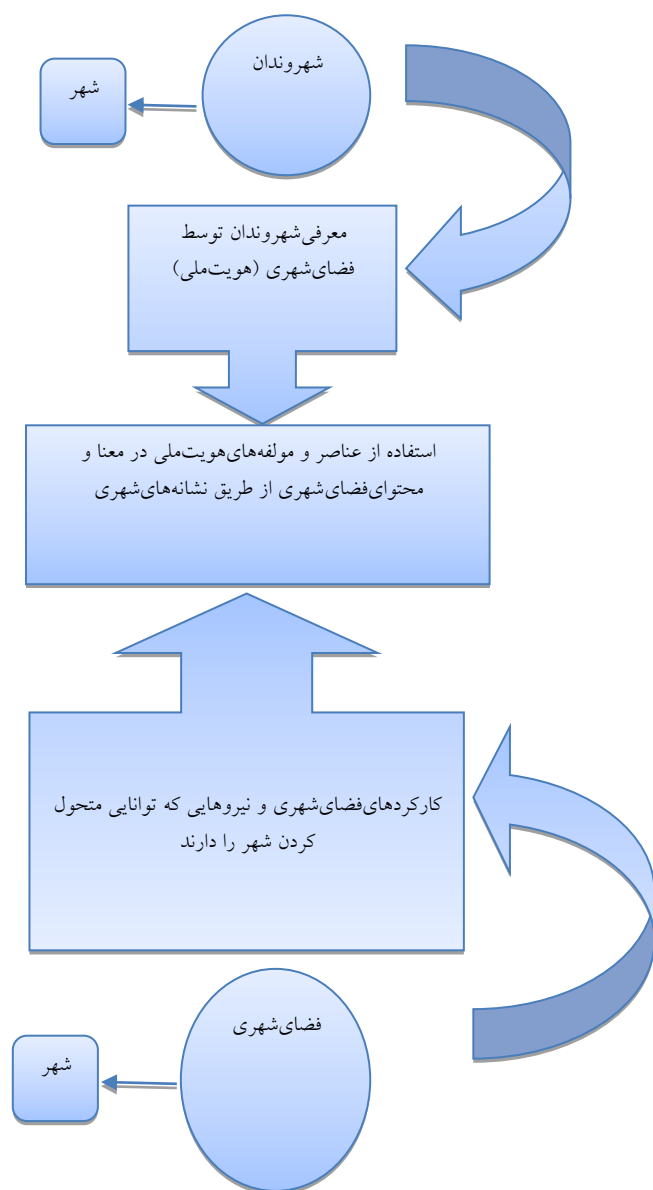 شهروندان
شهر
معرفی‌شهروندان توسط
فضای‌شهری (هویت‌ملی)
استفاده از عناصر و مولفه‌های‌هویت‌ملی در معنا و
محتوای‌فضای‌شهری از طریق نشانه‌های‌شهری
کارکردهای‌فضای‌شهری و نیروهایی که توانایی متحول
کردن شهر را دارند
فضای‌شهری
شهر